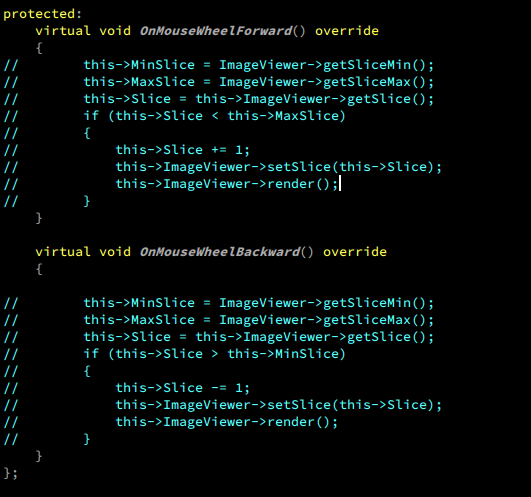 protected:
    virtual void OnMouseWheelForward() override
    {
//        this->MinSlice = ImageViewer->getSliceMin();
//        this->MaxSlice = ImageViewer->getSliceMax();
//        this->Slice = this->ImageViewer->getSlice();
//        if (this->Slice < this->MaxSlice)
//        {
//            this->Slice += 1;
//            this->ImageViewer->setSlice(this->Slice);
//            this->ImageViewer->render();
//        }
    }
    virtual void OnMouseWheelBackward() override
    {
//        this->MinSlice = ImageViewer->getSliceMin();
//        this->MaxSlice = ImageViewer->getSliceMax();
//        this->Slice = this->ImageViewer->getSlice();
//        if (this->Slice > this->MinSlice)
//        {
//            this->Slice -= 1;
//            this->ImageViewer->setSlice(this->Slice);
//            this->ImageViewer->render();
//        }
    }
};